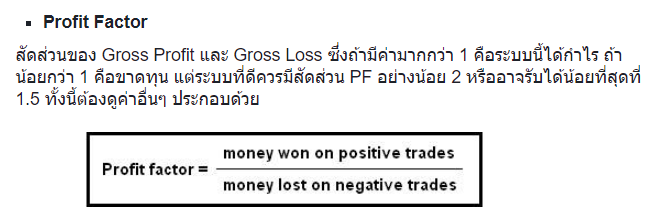 ▪ Profit Factor
สัดส่วนของ Gross Profit และ Gross Loss ซึ่งถ้ามีค่ามากกว่า 1 คือระบบนี้ได้กำไร ถ้า
น้อยกว่า 1 คือขาดทุน แต่ระบบที่ดีควรมีสัดส่วน PF อย่างน้อย 2 หรืออาจรับได้น้อยที่สุดที่
1.5 ทั้งนี้ต้องดูค่าอื่นๆ ประกอบด้วย
money won on positive trades
Profit factor =
money lost on negative trades